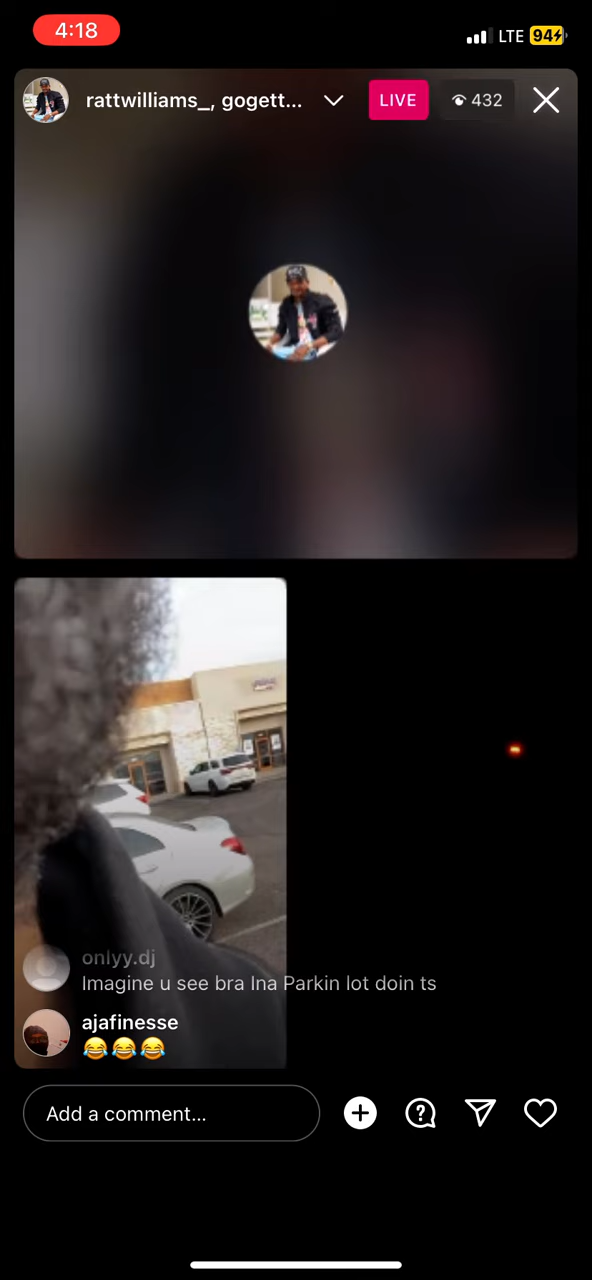 4:18
LTE 94
rattwilliams_, gogett...
LIVE
432
onlyy.dj
Imagine u see bra Ina Parkin lot doin ts
ajafinesse
😂😂😂
Add a comment...